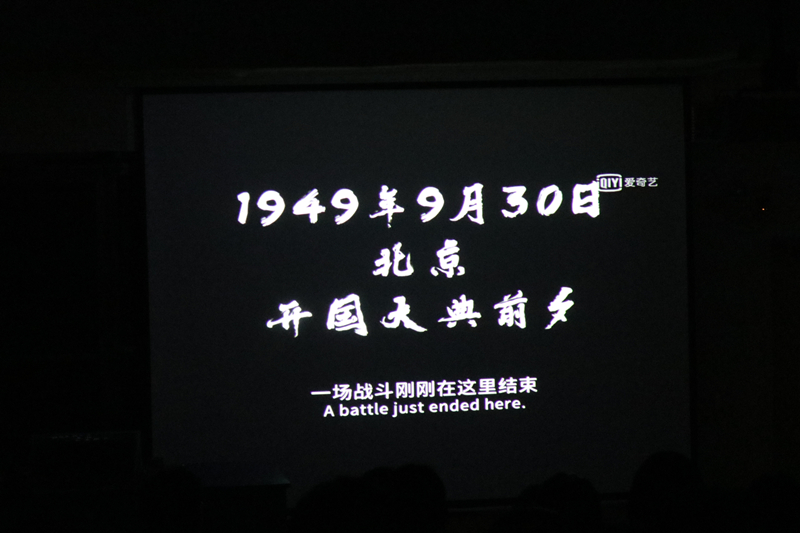 QIYI 爱奇艺
1949年9月30日
北京
开国大典前夕
一场战斗刚刚在这里结束
A battle just ended here.